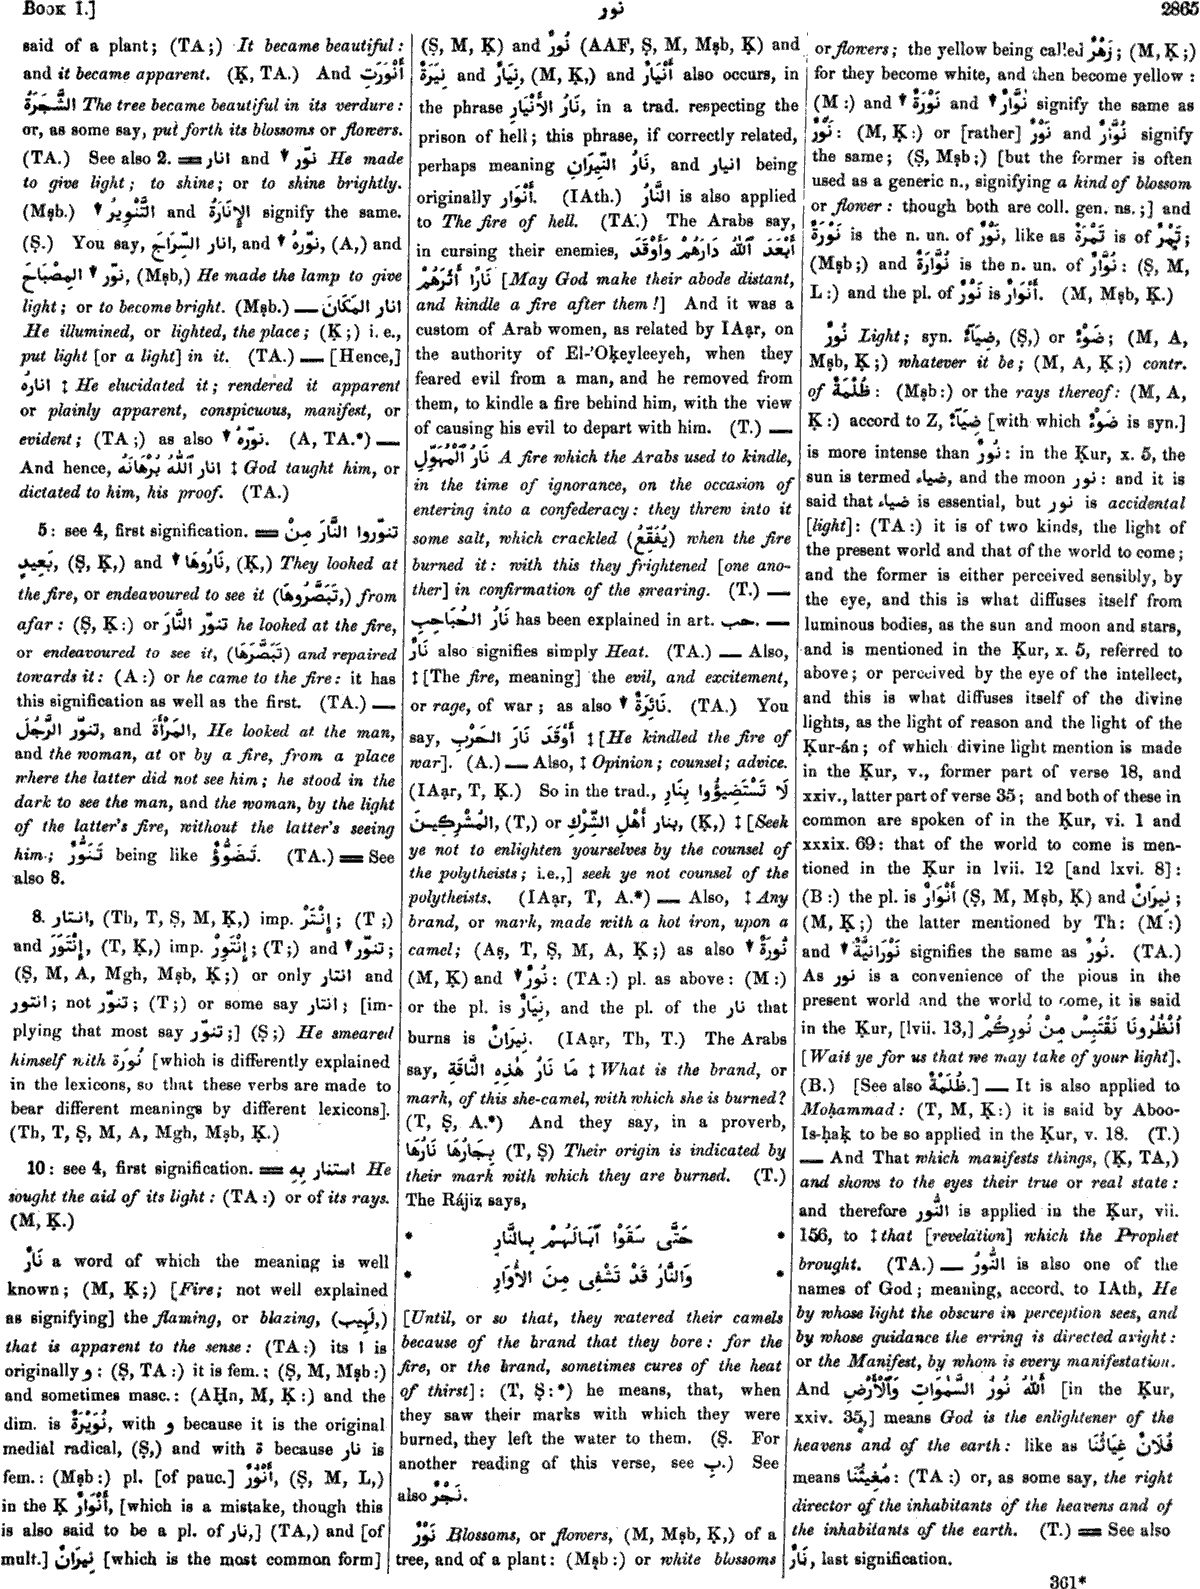 Book I.]
نور
2865
said of a plant; (TA;) It became beautiful:
and it became apparent. (Ḳ, TA.) And أَنْوَرَتِ
الشَّجَرَةُ The tree became beautiful in its verdure:
or, as some say, put forth its blossoms or flowers.
(TA.) See also 2. ＝ انار and ↓ نوّر He made
to give light; to shine; or to shine brightly.
(Mṣb.) ↓ التَّنْوِيرُ and الإِنَارَةُ signify the same.
(Ṣ.) You say, انار السِّرَاجَ, and ↓ نوّرهُ, (A,) and
نوّر ↓ المِصْبَاحَ, (Mṣb,) He made the lamp to give
light; or to become bright. (Mṣb.) — انار المَكَانَ
He illumined, or lighted, the place; (Ḳ;) i. e.,
put light [or a light] in it. (TA.) — [Hence,]
انارهُ ‡ He elucidated it; rendered it apparent
or plainly apparent, conspicuous, manifest, or
evident; (TA;) as also ↓ نوّرهُ. (A, TA.*) —
And hence, انار ٱللّٰهُ بُرْهَانَهُ ‡ God taught him, or
dictated to him, his proof. (TA.)
5: see 4, first signification. ＝ تنوّروا النَّارَ مِنْ
بَعِيدٍ, (Ṣ, Ḳ,) and ↓ نَارُوهَا, (Ḳ,) They looked at
the fire, or endeavoured to see it (تَبَصَّرُوهَا,) from
afar: (Ṣ, Ḳ:) or تنوّر النَّارَ he looked at the fire,
or endeavoured to see it, (تَبَصَّرَهَا) and repaired
towards it: (A:) or he came to the fire: it has
this signification as well as the first. (TA.) —
تنوّر الرَّجُلَ, and المَرْأَةَ, He looked at the man,
and the woman, at or by a fire, from a place
where the latter did not see him; he stood in the
dark to see the man, and the woman, by the light
of the latter's fire, without the latter's seeing
him; تَنَوُّرٌ being like تَضَوُّؤٌ. (TA.) ＝ See
also 8.
8. انتار, (Th, T, Ṣ, M, Ḳ,) imp. إِنْتَرْ; (T;)
and إِنْتَوَرَ, (T, Ḳ,) imp. إِنْتَوِرْ; (T;) and ↓ تنوّر;
(Ṣ, M, A, Mgh, Mṣb, Ḳ;) or only انتار and
انتور; not تنوّر; (T;) or some say انتار; [im-
plying that most say تنوّر;] (Ṣ;) He smeared
himself with نُورَة [which is differently explained
in the lexicons, so that these verbs are made to
bear different meanings by different lexicons].
(Th, T, Ṣ, M, A, Mgh, Mṣb, Ḳ.)
10: see 4, first signification. ＝ استنار بِهِ He
sought the aid of its light: (TA:) or of its rays.
(M, Ḳ.)
نَارٌ a word of which the meaning is well
known; (M, Ḳ;) [Fire; not well explained
as signifying] the flaming, or blazing, (لَهِيب,)
that is apparent to the sense: (TA:) its ا is
originally و: (Ṣ, TA:) it is fem.: (Ṣ, M, Mṣb:)
and sometimes masc.: (AḤn, M, Ḳ:) and the
dim. is نُوَيْرَةٌ, with و because it is the original
medial radical, (Ṣ,) and with ة because نار is
fem.: (Mṣb:) pl. [of pauc.] أَنْوُرٌ, (Ṣ, M, L,)
in the Ḳ أَنْوَارٌ, [which is a mistake, though this
is also said to be a pl. of نار,] (TA,) and [of
mult.] نِيرَانٌ [which is the most common form]
(Ṣ, M, Ḳ) and نُورٌ (AAF, Ṣ, M, Mṣb, Ḳ) and
نِيَرَةٌ and نِيَارٌ, (M, Ḳ,) and أَنْيَارٌ also occurs, in
the phrase نَارُ الأَنْيَارِ, in a trad. respecting the
prison of hell; this phrase, if correctly related,
perhaps meaning نَارُ النِّيرَانِ, and انيار being
originally أَنْوَار. (IAth.) النَّارُ is also applied
to The fire of hell. (TA.) The Arabs say,
in cursing their enemies, أَبْعَدَ ٱللّٰهُ دَارَهُمْ وَأَوْقَدَ
نَارًا أَثَرَهُمْ [May God make their abode distant,
and kindle a fire after them!] And it was a
custom of Arab women, as related by IAạr, on
the authority of El-'Oḳeyleeyeh, when they
feared evil from a man, and he removed from
them, to kindle a fire behind him, with the view
of causing his evil to depart with him. (T.) —
نَارُ الْمُهَوِّلِ A fire which the Arabs used to kindle,
in the time of ignorance, on the occasion of
entering into a confederacy: they threw into it
some salt, which crackled (يُفَقِّعُ) when the fire
burned it: with this they frightened [one ano-
ther] in confirmation of the swearing. (T.) —
نَارُ الحُبَاحِبِ has been explained in art. حب. —
نَارٌ also signifies simply Heat. (TA.) — Also,
‡ [The fire, meaning] the evil, and excitement,
or rage, of war; as also ↓ نَائِرَةٌ. (TA.) You
say, أَوْقَدَ نَارَ الحَرْبِ ‡ [He kindled the fire of
war]. (A.) — Also, ‡ Opinion; counsel; advice.
(IAạr, T, Ḳ.) So in the trad., لَا تَسْتَضِيؤُوا بِنَارِ
المُشْرِكِينَ, (T,) or بنار أَهْلِ الشِّرْكِ, (Ḳ,) ‡ [Seek
ye not to enlighten yourselves by the counsel of
the polytheists; i.e.,] seek ye not counsel of the
polytheists. (IAạr, T, A.*) — Also, ‡ Any
brand, or mark, made with a hot iron, upon a
camel; (Aṣ, T, Ṣ, M, A, Ḳ;) as also ↓ نُورَةٌ
(M, Ḳ) and ↓ نُورٌ: (TA:) pl. as above: (M:)
or the pl. is نِيَارٌ, and the pl. of the نار that
burns is نِيرَانٌ. (IAạr, Th, T.) The Arabs
say, مَا نَارُ هٰذِهِ النَّاقَةِ ‡ What is the brand, or
mark, of this she-camel, with which she is burned?
(T, Ṣ, A.*) And they say, in a proverb,
نِجَارُهَا نَارُهَا (T, Ṣ) Their origin is indicated by
their mark with which they are burned. (T.)
The Rájiz says,
* حَتَّى سَقَوْا آبَالَهُمْ بِالنَّارِ *
* وَالنَّارُ قَدْ تَشْفِى مِنَ الأُوَارِ *
[Until, or so that, they watered their camels
because of the brand that they bore: for the
fire, or the brand, sometimes cures of the heat
of thirst]: (T, Ṣ:*) he means, that, when
they saw their marks with which they were
burned, they left the water to them. (Ṣ. For
another reading of this verse, see بِ.) See
also نَجْرٌ.
نَوْرٌ Blossoms, or flowers, (M, Mṣb, Ḳ,) of a
tree, and of a plant: (Mṣb:) or white blossoms
or flowers; the yellow being called زَهْرٌ; (M, Ḳ;)
for they become white, and then become yellow:
(M:) and ↓ نَوْرَةٌ and ↓ نُوَّارٌ signify the same as
نَوْرٌ: (M, Ḳ:) or [rather] نَوْرٌ and نُوَّارٌ signify
the same; (Ṣ, Mṣb;) [but the former is often
used as a generic n., signifying a kind of blossom
or flower: though both are coll. gen. ns.;] and
نَوْرَةٌ is the n. un. of نَوْرٌ, like as تَمْرَةٌ is of تَمْرٌ;
(Mṣb;) and نُوَّارَةٌ is the n. un. of نُوَّارٌ: (Ṣ, M,
L:) and the pl. of نَوْرٌ is أَنْوَارٌ. (M, Mṣb, Ḳ.)
نُورٌ Light; syn. ضِيَآءٌ, (Ṣ,) or ضَوْءٌ; (M, A,
Mṣb, Ḳ;) whatever it be; (M, A, Ḳ;) contr.
of ظُلْمَةٌ: (Mṣb:) or the rays thereof: (M, A,
Ḳ:) accord to Z, ضِيَآءٌ [with which ضَوْءٌ is syn.]
is more intense than نُورٌ: in the Ḳur, x. 5, the
sun is termed ضياء, and the moon نور: and it is
said that ضياء is essential, but نور is accidental
[light]: (TA:) it is of two kinds, the light of
the present world and that of the world to come;
and the former is either perceived sensibly, by
the eye, and this is what diffuses itself from
luminous bodies, as the sun and moon and stars,
and is mentioned in the Ḳur, x. 5, referred to
above; or perceived by the eye of the intellect,
and this is what diffuses itself of the divine
lights, as the light of reason and the light of the
Ḳur-án; of which divine light mention is made
in the Ḳur, v., former part of verse 18, and
xxiv., latter part of verse 35; and both of these in
common are spoken of in the Ḳur, vi. 1 and
xxxix. 69: that of the world to come is men-
tioned in the Ḳur in lvii. 12 [and lxvi. 8]:
(B:) the pl. is أَنْوَارٌ (Ṣ, M, Mṣb, Ḳ) and نِيرَانٌ;
(M, Ḳ;) the latter mentioned by Th: (M:)
and ↓ نَوْرَانِيَّةٌ signifies the same as نُورٌ. (TA.)
As نور is a convenience of the pious in the
present world and the world to come, it is said
in the Ḳur, [lvii. 13,] اُنْظُرُونَا نَقْتَبِسْ مِنْ نُورِكُمْ
[Wait ye for us that we may take of your light].
(B.) [See also ظُلْمَةٌ.] — It is also applied to
Moḥammad: (T, M, Ḳ:) it is said by Aboo-
Is-ḥaḳ to be so applied in the Ḳur, v. 18. (T.)
— And That which manifests things, (Ḳ, TA,)
and shows to the eyes their true or real state:
and therefore النُّور is applied in the Ḳur, vii.
156, to ‡ that [revelation] which the Prophet
brought. (TA.) — النُّورُ is also one of the
names of God; meaning, accord. to IAth, He
by whose light the obscure in perception sees, and
by whose guidance the erring is directed aright:
or the Manifest, by whom is every manifestation.
And ٱللّٰهُ نُورُ السَّمٰوَاتِ وَٱلْأَرْضِ [in the Ḳur,
xxiv. 35,] means God is the enlightener of the
heavens and of the earth: like as فُلَانٌ غِيَاثُنَا
means مُغِيثُنَا: (TA:) or, as some say, the right
director of the inhabitants of the heavens and of
the inhabitants of the earth. (T.) ＝ See also
نَارٌ, last signification.
361*